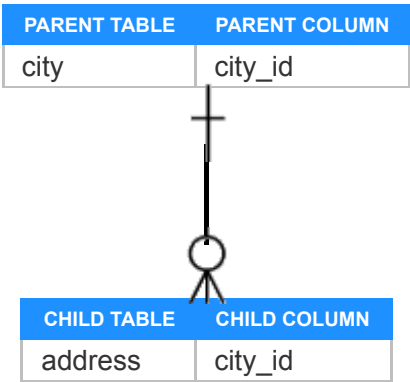 PARENT TABLE PARENT COLUMN
city city_id
CHILD TABLE CHILD COLUMN
address city_id